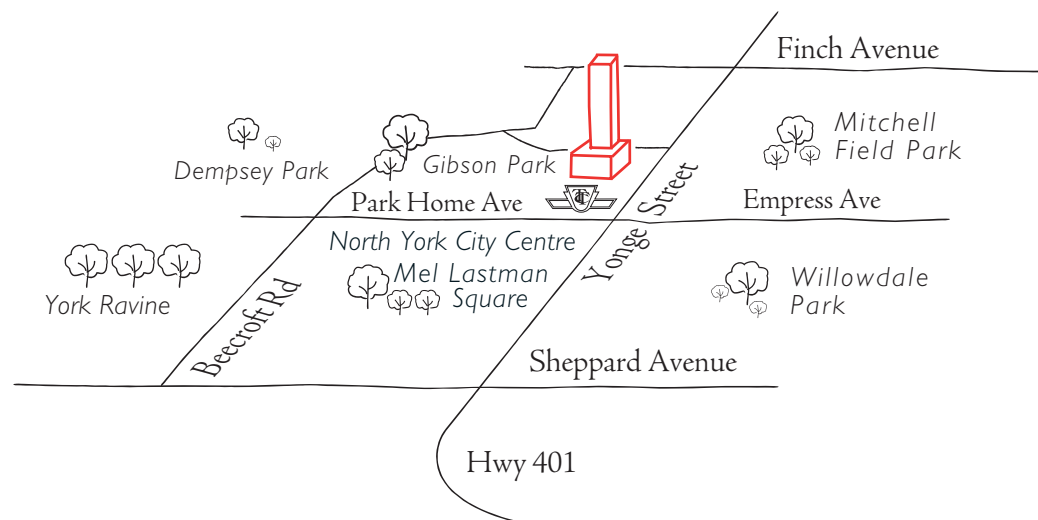 Finch Avenue
Mitchell
Field Park
Dempsey Park
Gibson Park
Park Home Ave
TTC
Empress Ave
Yonge Street
North York City Centre
Mel Lastman
Square
York Ravine
Beecroft Rd
Willowdale
Park
Sheppard Avenue
Hwy 401